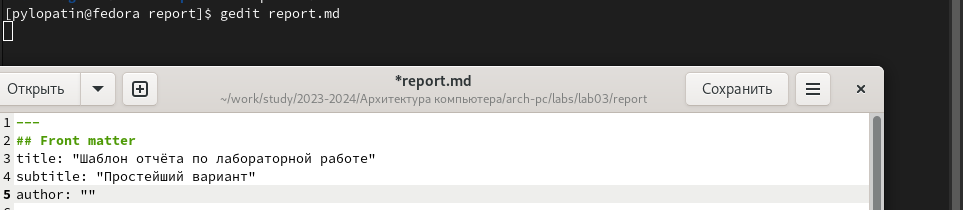 [pylopatin@fedora report]$ gedit report.md
Открыть
*report.md
~/work/study/2023-2024/Архитектура компьютера/arch-pc/labs/lab03/report
Сохранить
1 ---
2 ## Front matter
3 title: "Шаблон отчёта по лабораторной работе"
4 subtitle: "Простейший вариант"
5 author: ""